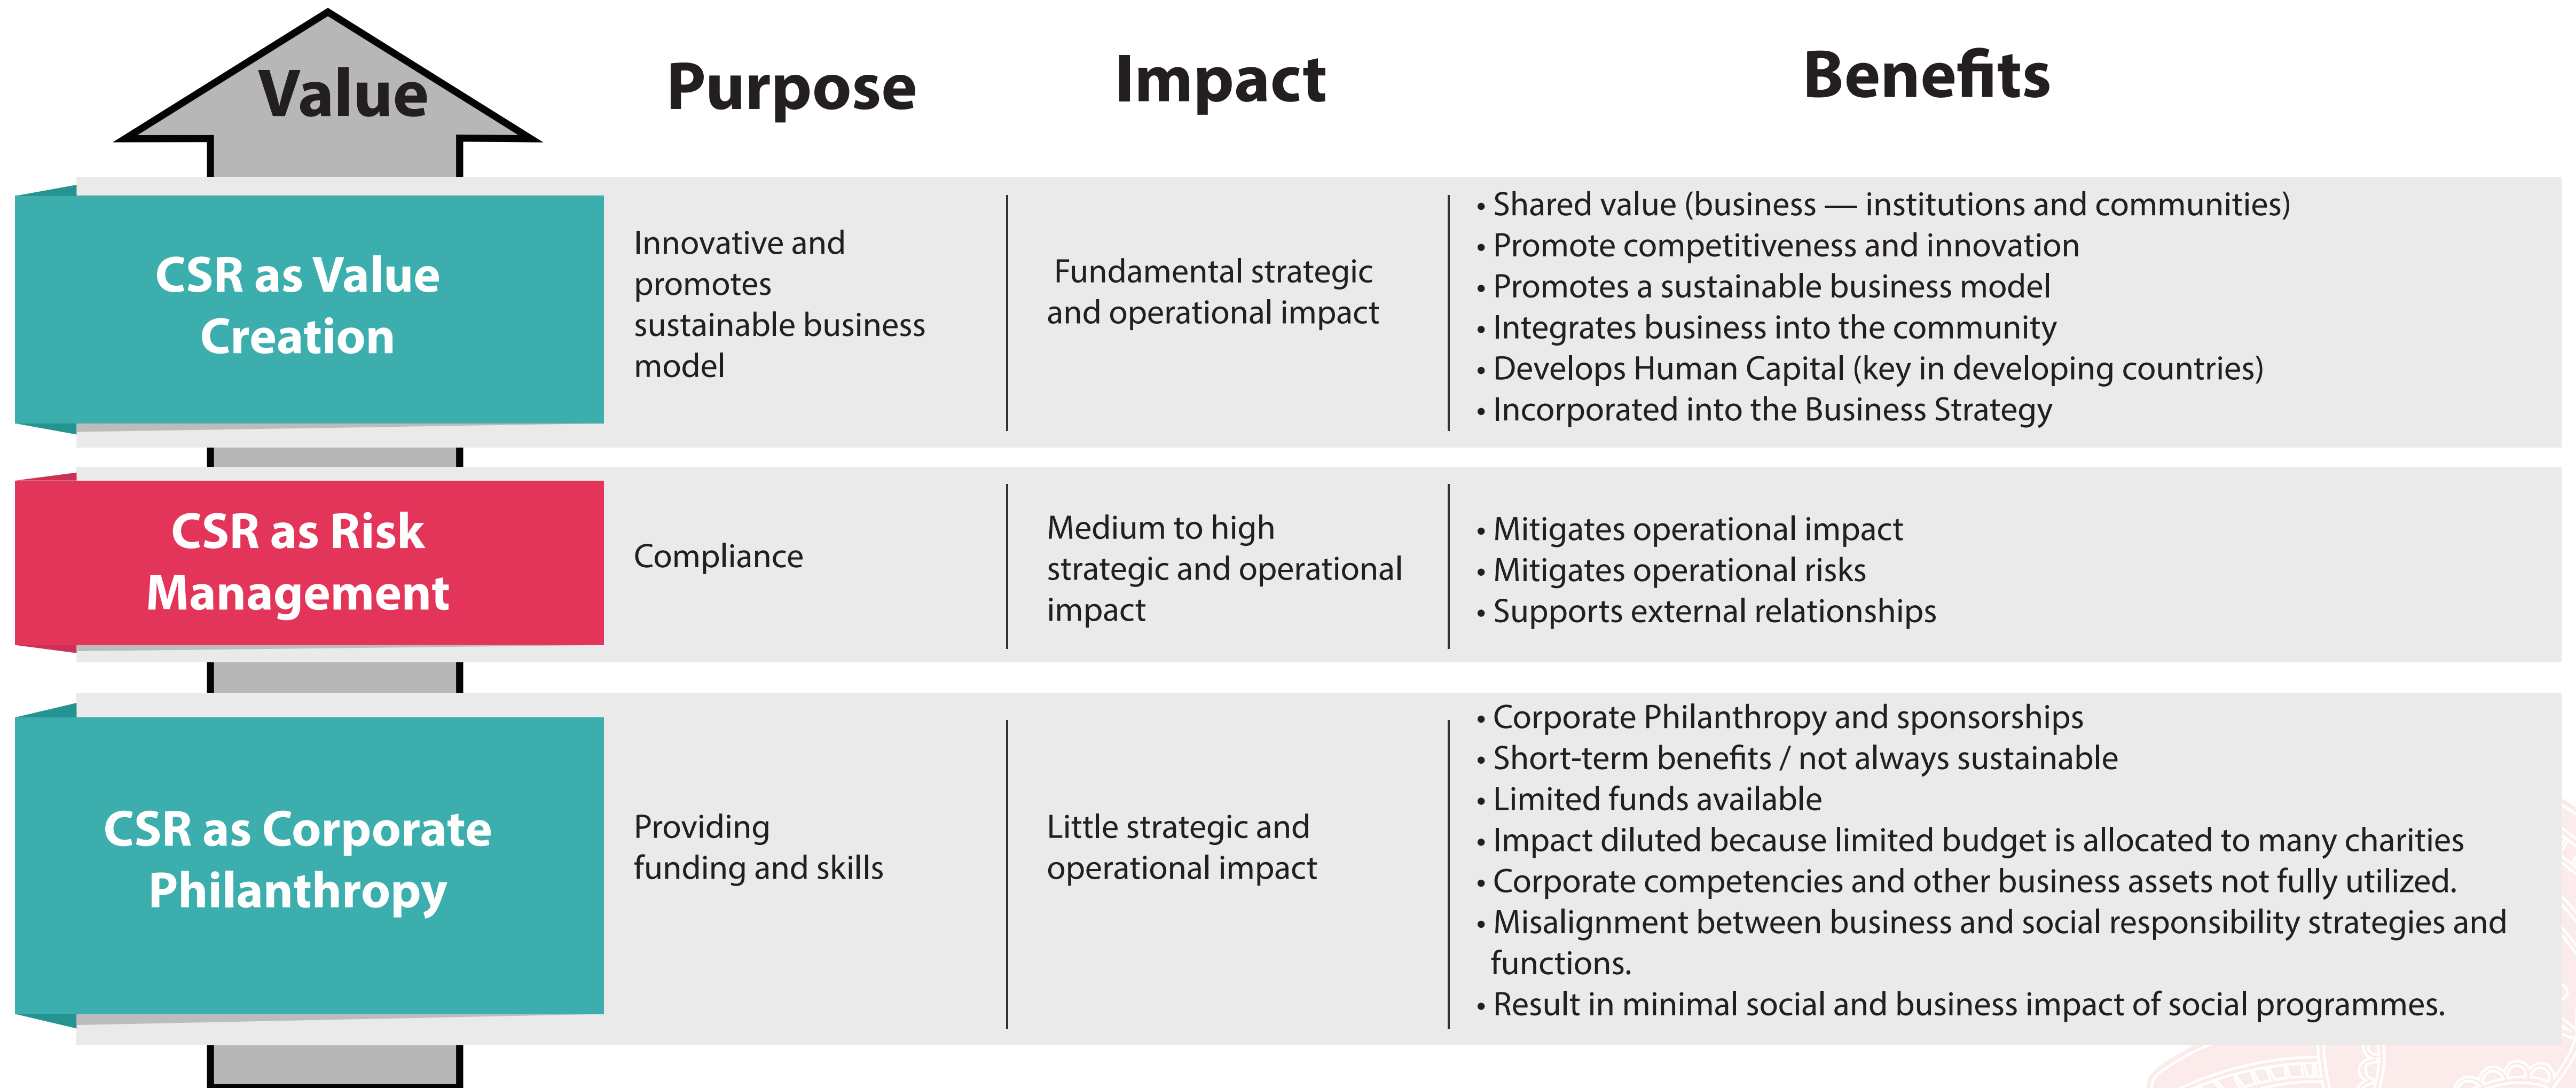 Value
Purpose
Impact
Benefits
CSR as Value
Creation
Innovative and
promotes
sustainable business
model
Fundamental strategic
and operational impact
• Shared value (business — institutions and communities)
• Promote competitiveness and innovation
• Promotes a sustainable business model
• Integrates business into the community
• Develops Human Capital (key in developing countries)
• Incorporated into the Business Strategy
CSR as Risk
Management
Compliance
Medium to high
strategic and operational
impact
• Mitigates operational impact
• Mitigates operational risks
• Supports external relationships
CSR as Corporate
Philanthropy
Providing
funding and skills
Little strategic and
operational impact
• Corporate Philanthropy and sponsorships
• Short-term benefits / not always sustainable
• Limited funds available
• Impact diluted because limited budget is allocated to many charities
• Corporate competencies and other business assets not fully utilized.
• Misalignment between business and social responsibility strategies and
functions.
• Result in minimal social and business impact of social programmes.